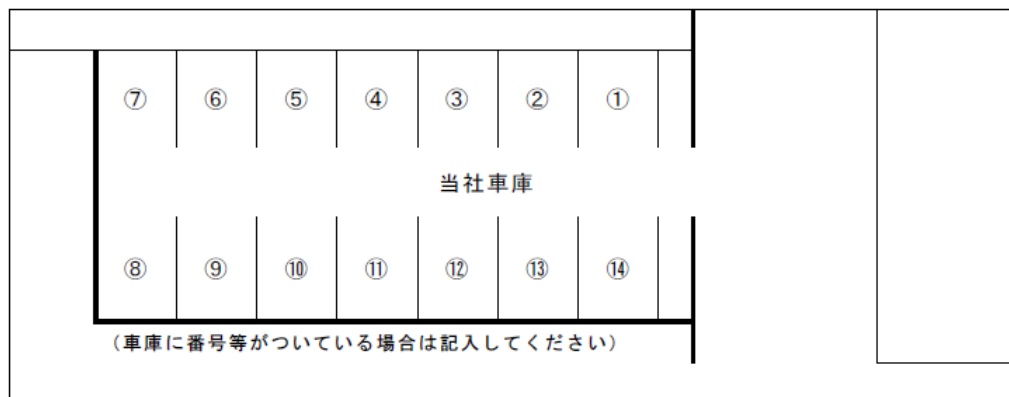 ⑦ ⑥ ⑤ ④ ③ ② ①
当社車庫
⑧ ⑨ ⑩ ⑪ ⑫ ⑬ ⑭
（車庫に番号等がついている場合は記入してください）